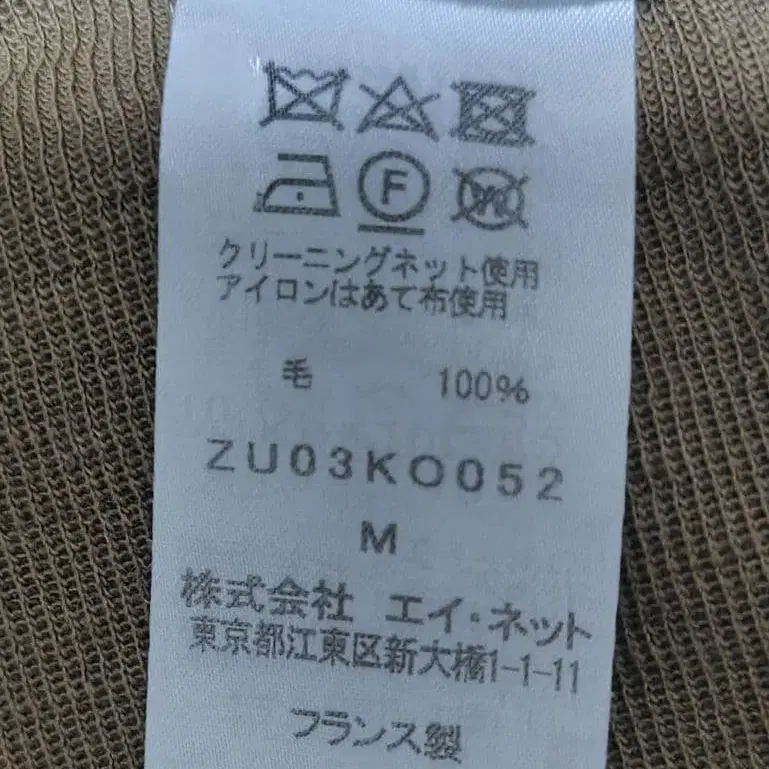 F W
クリーニングネット使用
アイロンはあて布使用
毛 100%
ZU03KO052
M
株式会社 エイ・ネット
東京都江東区新大橋1-1-11
フランス製